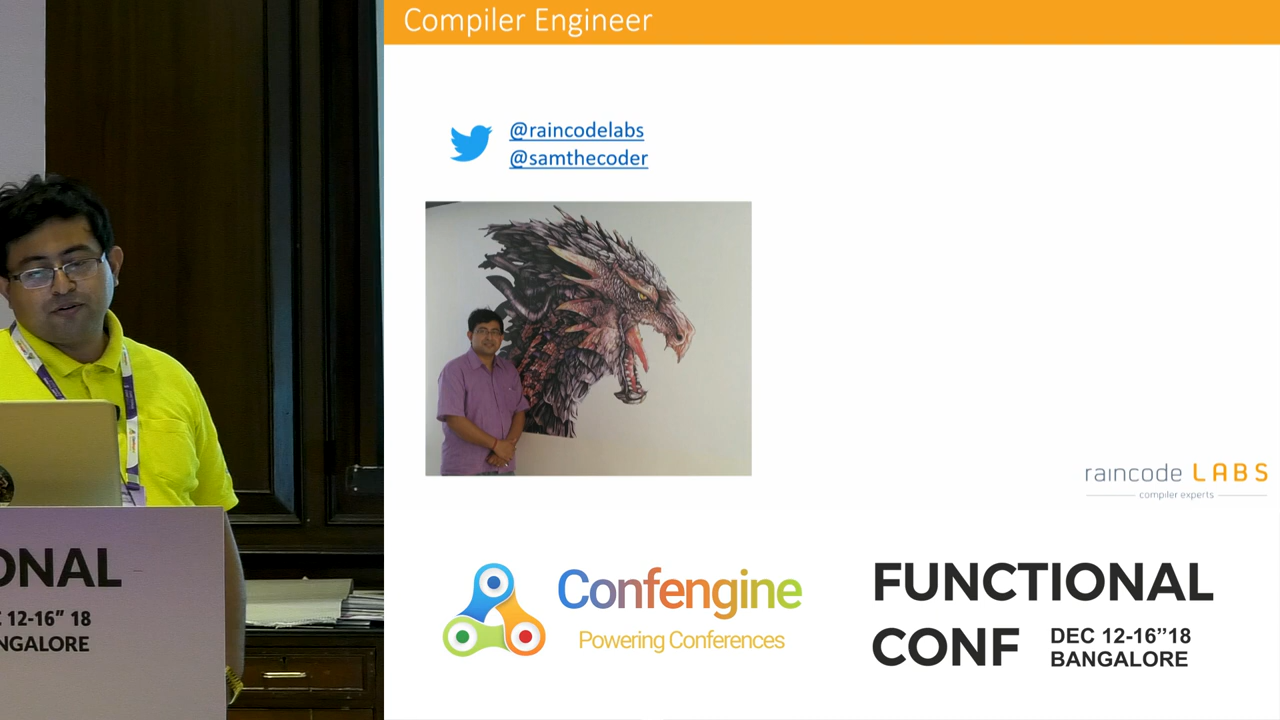 Compiler Engineer
@raincodelabs
@samthecoder
raincode LABS
compiler experts
ONAL
12-16" 18
NGALORE
Confengine
Powering Conferences
FUNCTIONAL
CONF
DEC 12-16”18
BANGALORE